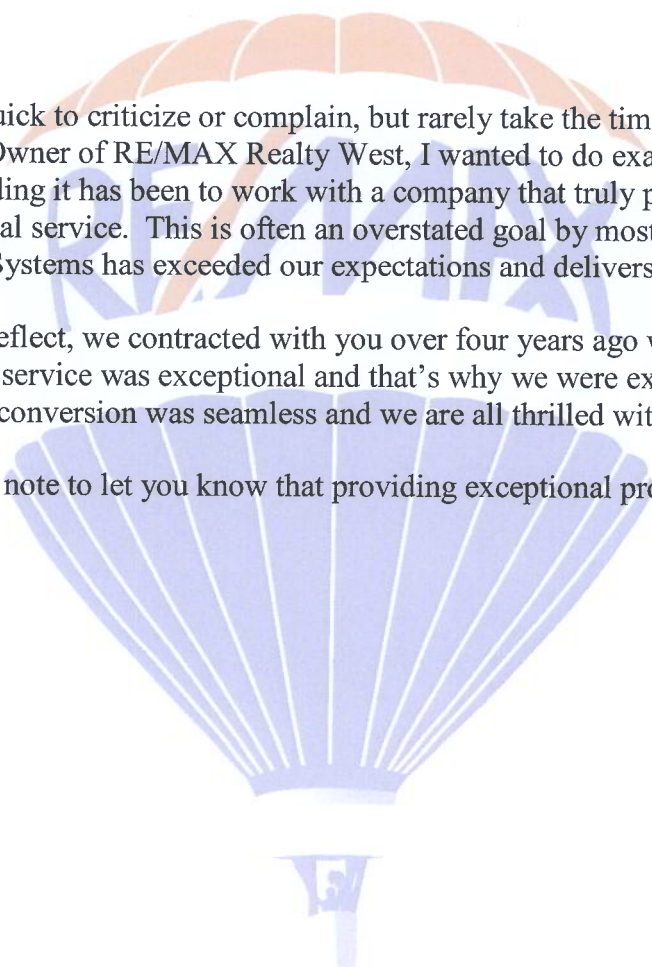 uick to criticize or complain, but rarely take the tim
Owner of RE/MAX Realty West, I wanted to do exa
ling it has been to work with a company that truly p
al service. This is often an overstated goal by most
Systems has exceeded our expectations and delivers
eflect, we contracted with you over four years ago
service was exceptional and that's why we were ex
conversion was seamless and we are all thrilled wit
note to let you know that providing exceptional pro
RE/MAX